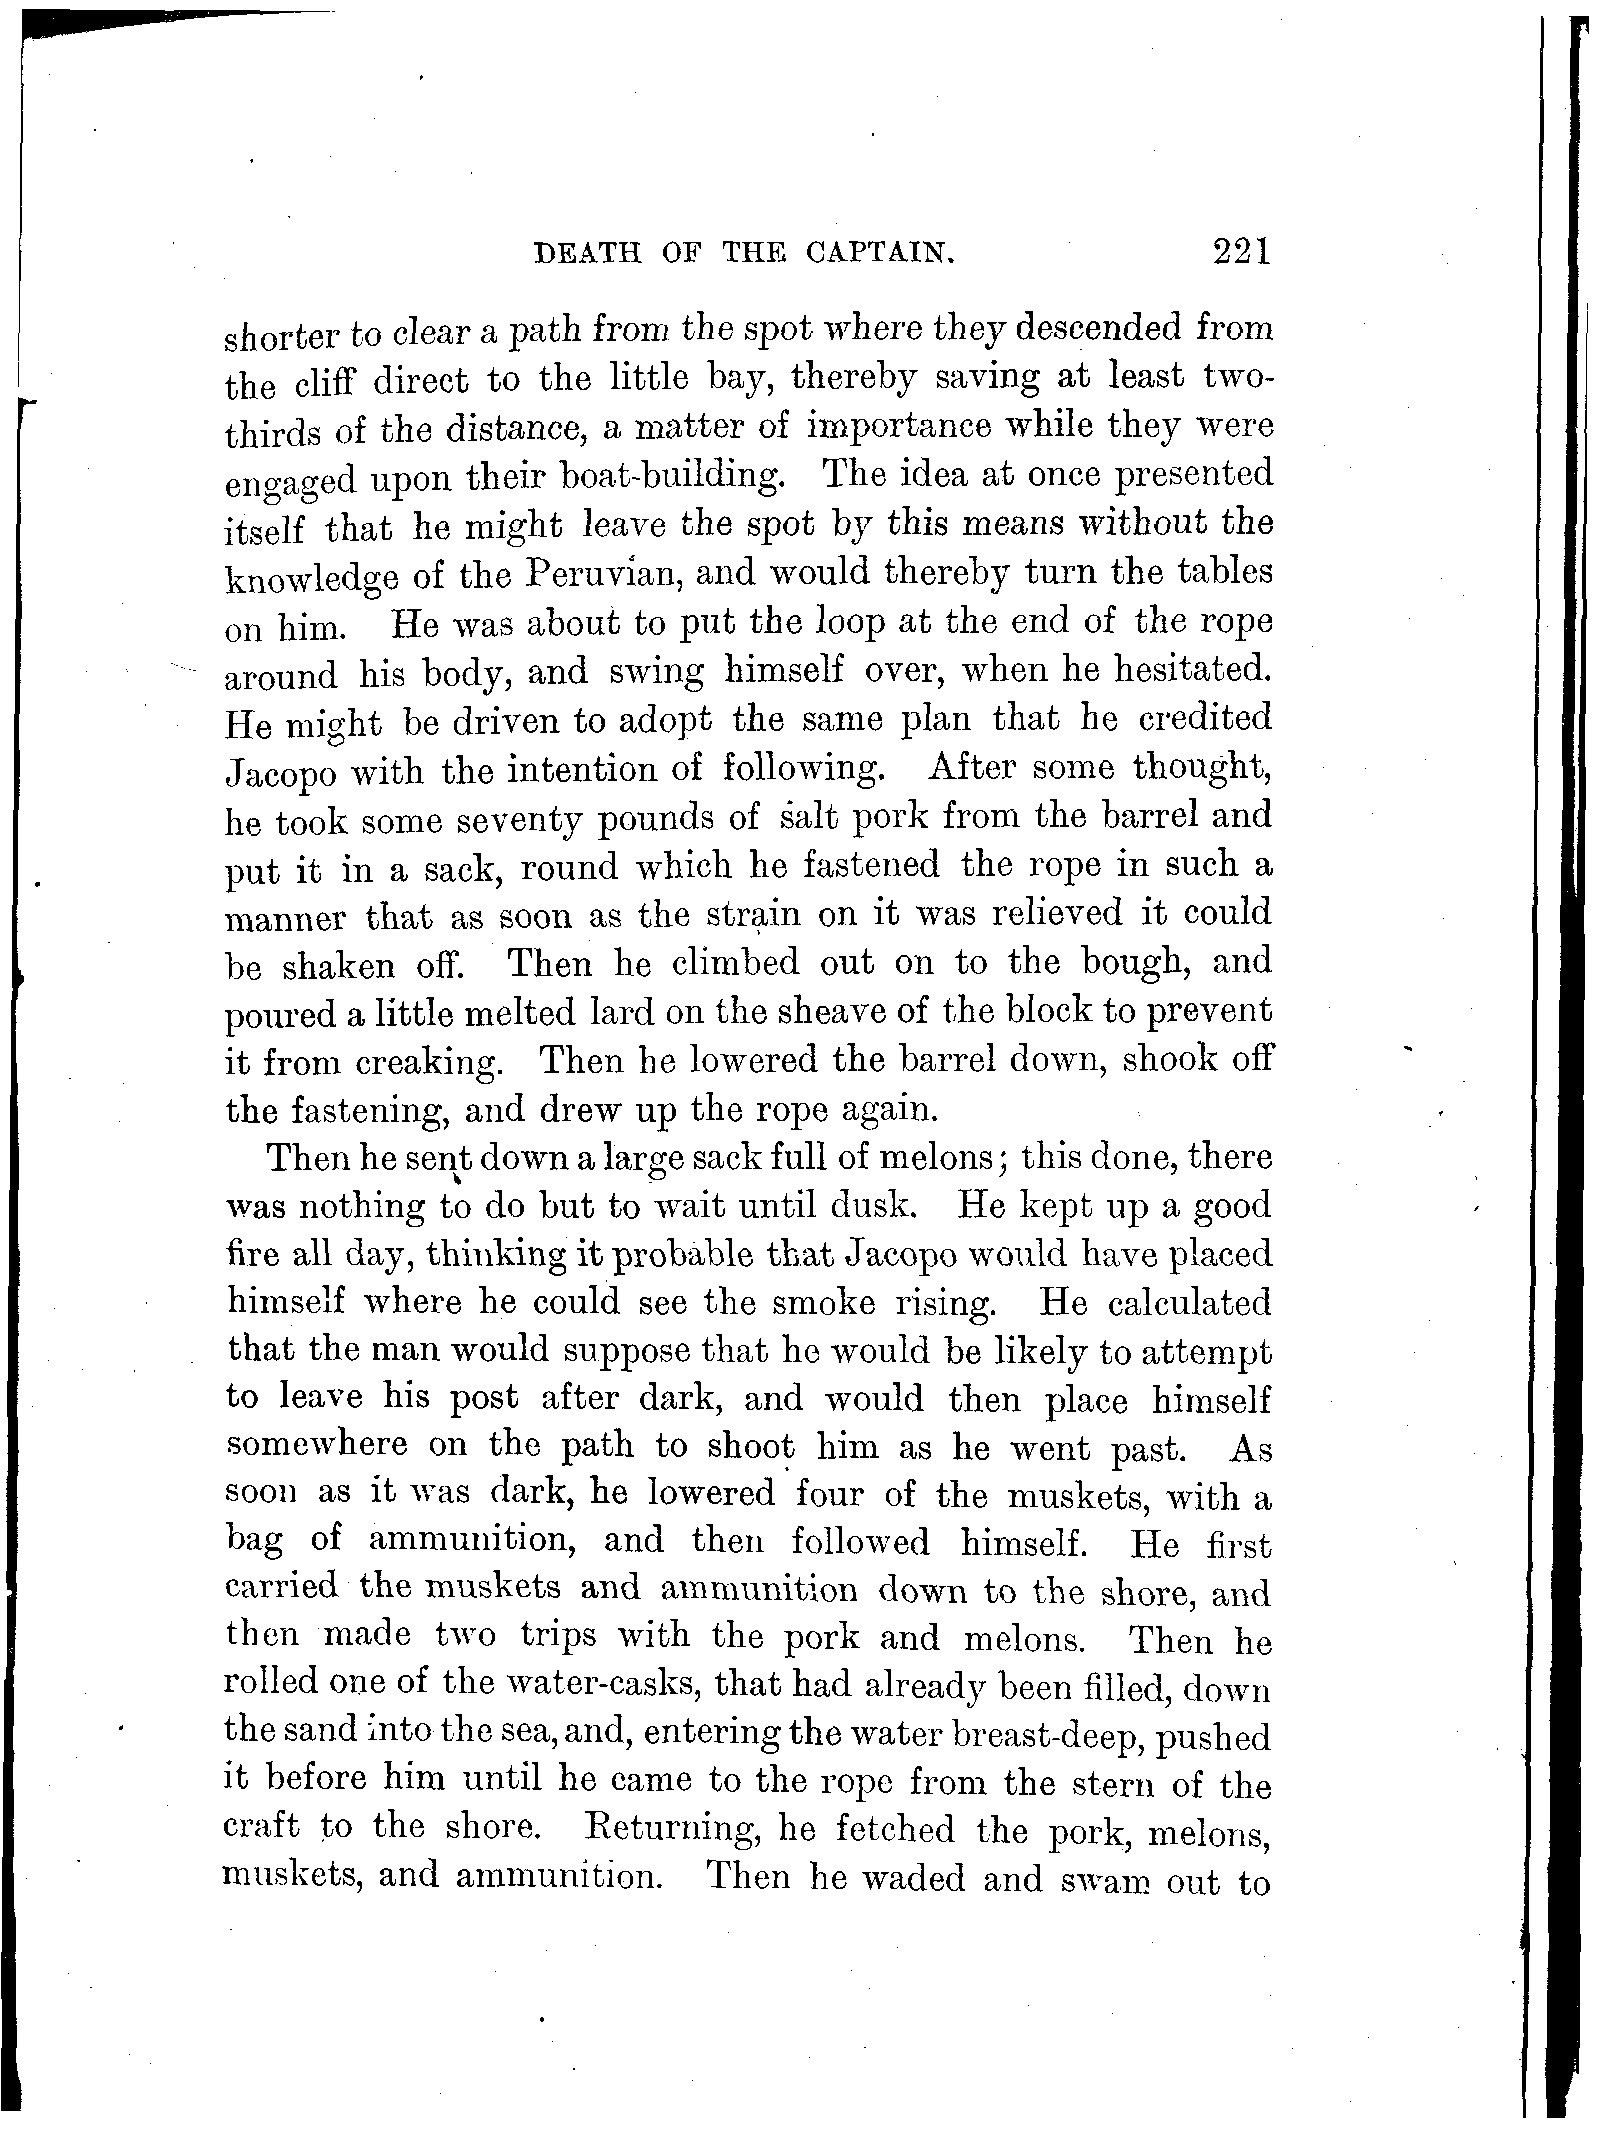 DEATH OF THE CAPTAIN. 221
shorter to clear a path from the spot where they descended from
the cliff direct to the little bay, thereby saving at least two-
thirds of the distance, a matter of importance while they were
engaged upon their boat-building. The idea at once presented
itself that he might leave the spot by this means without the
knowledge of the Peruvian, and would thereby turn the tables
on him. He was about to put the loop at the end of the rope
around his body, and swing himself over, when he hesitated.
He might be driven to adopt the same plan that he credited
Jacopo with the intention of following. After some thought,
he took some seventy pounds of salt pork from the barrel and
put it in a sack, round which he fastened the rope in such a
manner that as soon as the strain on it was relieved it could
be shaken off. Then he climbed out on to the bough, and
poured a little melted lard on the sheave of the block to prevent
it from creaking. Then he lowered the barrel down, shook off
the fastening, and drew up the rope again.
Then he sent down a large sack full of melons; this done, there
was nothing to do but to wait until dusk. He kept up a good
fire all day, thinking it probable that Jacopo would have placed
himself where he could see the smoke rising. He calculated
that the man would suppose that he would be likely to attempt
to leave his post after dark, and would then place himself
somewhere on the path to shoot him as he went past. As
soon as it was dark, he lowered four of the muskets, with a
bag of ammunition, and then followed himself. He first
carried the muskets and ammunition down to the shore, and
then made two trips with the pork and melons. Then he
rolled one of the water-casks, that had already been filled, down
the sand into the sea, and, entering the water breast-deep, pushed
it before him until he came to the rope from the stern of the
craft to the shore. Returning, he fetched the pork, melons,
muskets, and ammunition. Then he waded and swam out to